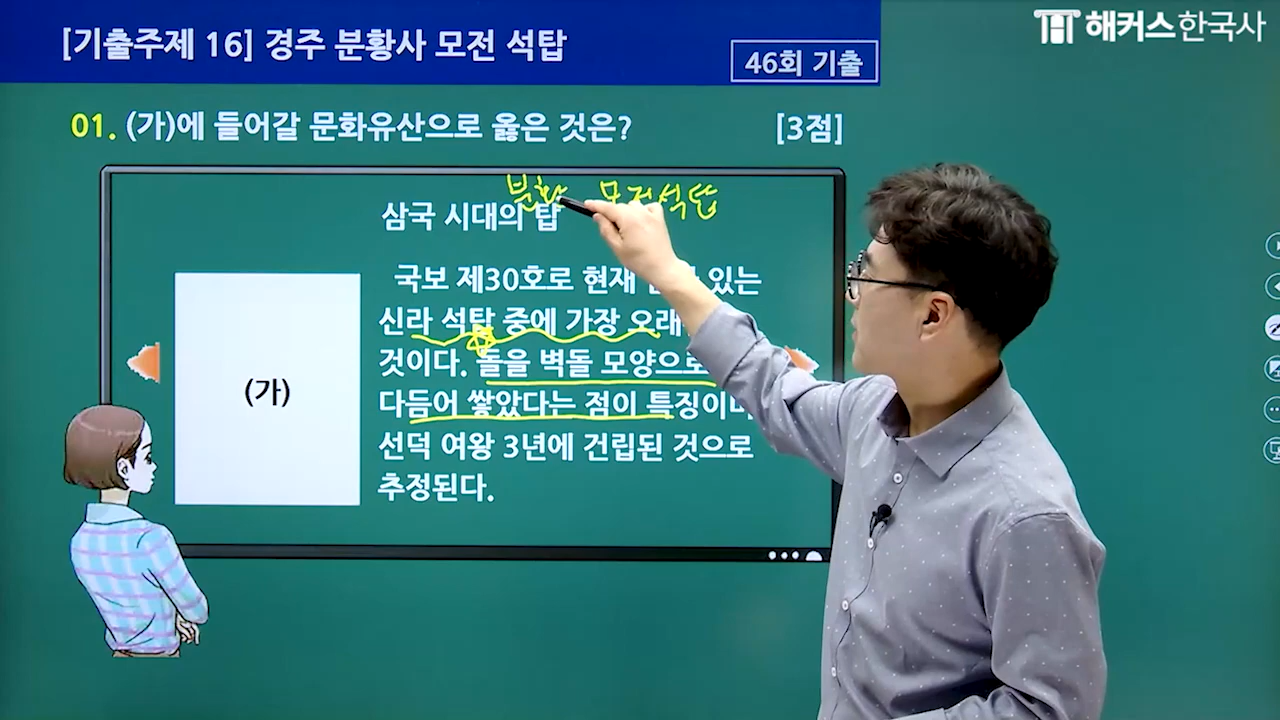 [기출주제 16] 경주 분황사 모전 석탑
46회 기출
해커스한국사
01. (가)에 들어갈 문화유산으로 옳은 것은?
[3점]
분황 모전석탑
삼국 시대의 탑
국보 제30호로 현재 있는
신라 석탑 중에 가장
것이다. 돌을 벽돌 모양으로
다듬어 쌓았다는 점이 특징이며
선덕 여왕 3년에 건립된 것으로
추정된다.
(가)